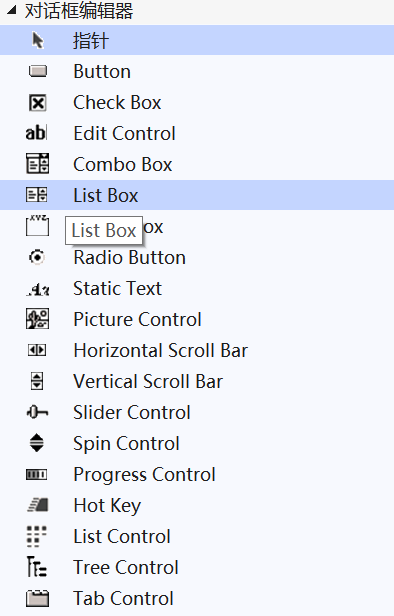 对话框编辑器
指针
Button
Check Box
ab
Edit Control
Combo Box
List Box
XYZ
ox
List Box
Radio Button
Static Text
Picture Control
Horizontal Scroll Bar
Vertical Scroll Bar
Slider Control
Spin Control
Progress Control
Hot Key
List Control
Tree Control
Tab Control